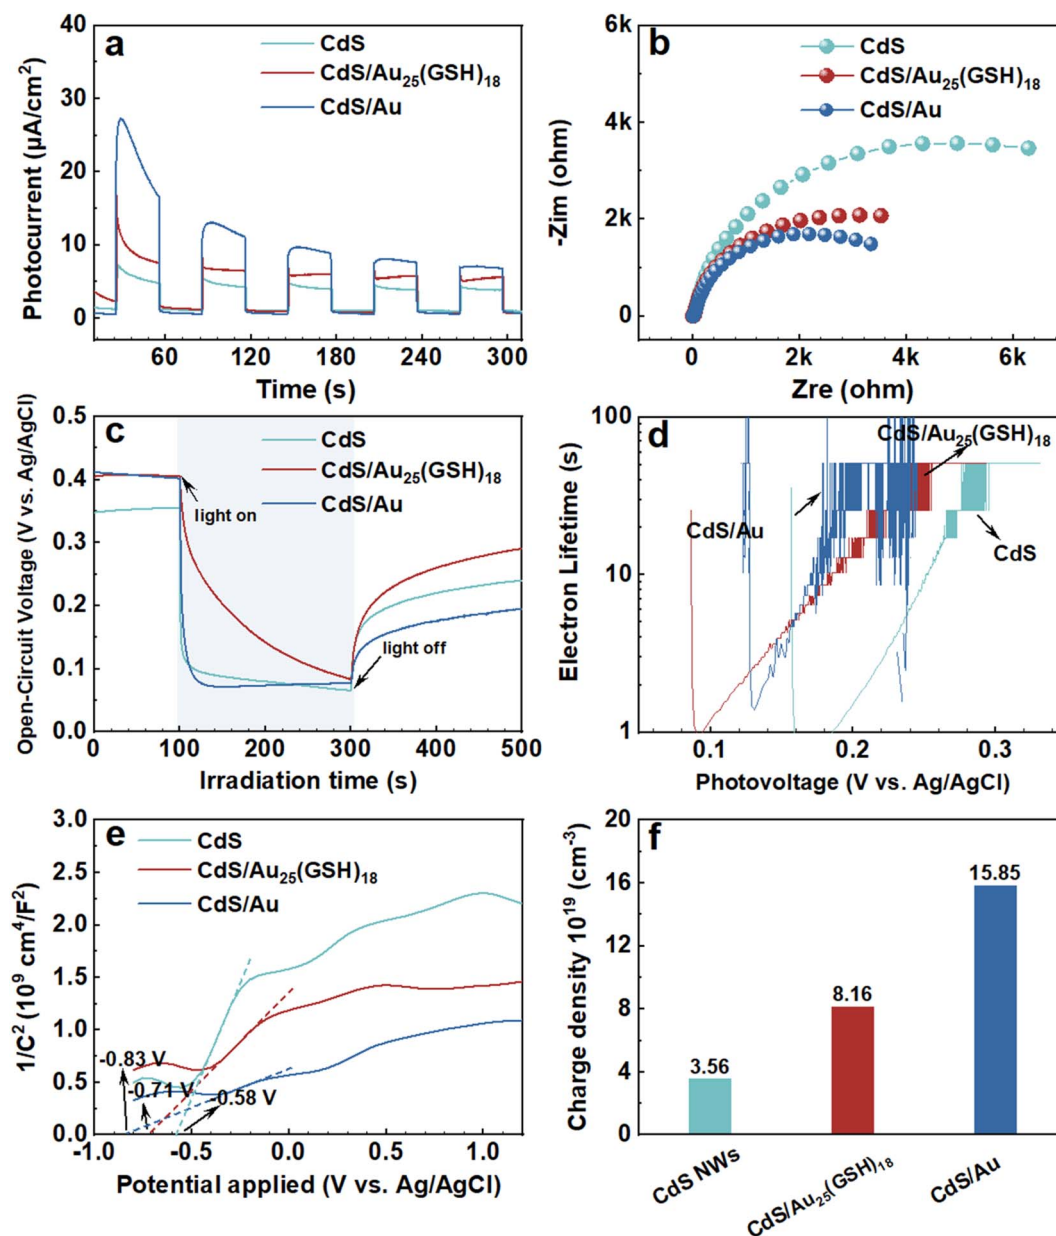 a
CdS
CdS/Au25(GSH)18
CdS/Au
Photocurrent (μA/cm2)
40
30
20
10
0
60 120 180 240 300
Time (s)
b
CdS
CdS/Au25(GSH)18
CdS/Au
-Zim (ohm)
6k
4k
2k
0
0 2k 4k 6k
Zre (ohm)
c
CdS
CdS/Au25(GSH)18
CdS/Au
light on
light off
Open-Circuit Voltage (V vs. Ag/AgCl)
0.5
0.4
0.3
0.2
0.1
0.0
0 100 200 300 400 500
Irradiation time (s)
d
CdS/Au25(GSH)18
CdS/Au
CdS
Electron Lifetime (s)
100
10
1
0.1 0.2 0.3
Photovoltage (V vs. Ag/AgCl)
e
CdS
CdS/Au25(GSH)18
CdS/Au
-0.83 V
-0.71 V
-0.58 V
1/C2 (109 cm4/F2)
3.0
2.5
2.0
1.5
1.0
0.5
0.0
-1.0 -0.5 0.0 0.5 1.0
Potential applied (V vs. Ag/AgCl)
f
Charge density 1019 (cm-3)
20
16
12
8
4
0
3.56
8.16
15.85
CdS NWs
CdS/Au25(GSH)18
CdS/Au